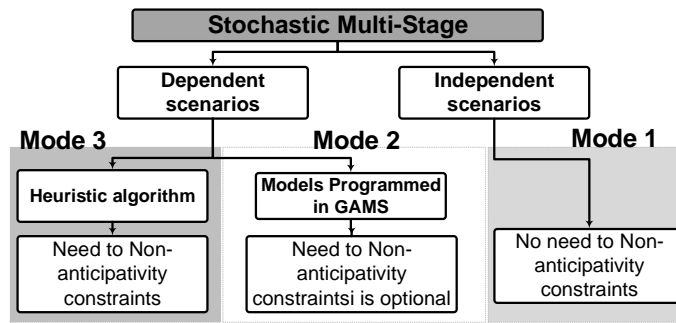 Stochastic Multi-Stage
Dependent
scenarios
Independent
scenarios
Mode 3
Mode 2
Mode 1
Heuristic algorithm
Models Programmed
in GAMS
Need to Non-
anticipativity
constraints
Need to Non-
anticipativity
constraintsi is optional
No need to Non-
anticipativity
constraints